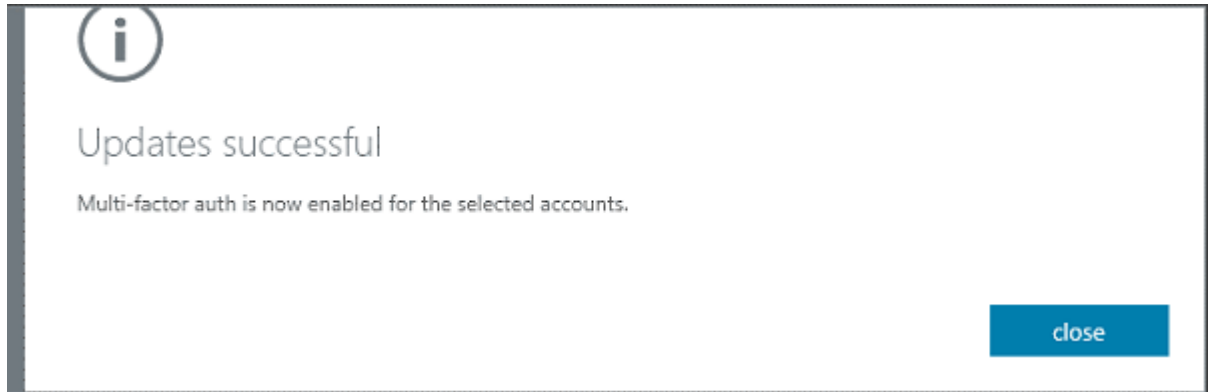 Updates successful
Multi-factor auth is now enabled for the selected accounts.
close